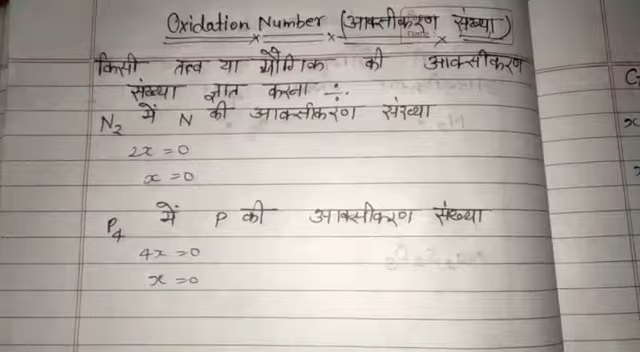 Oxidation Number (आक्सीकरण संख्या)
किसी तत्व या यौगिक की आक्सीकरण
संख्या ज्ञात करना ÷
N₂ में N की आक्सीकरण संख्या
2x = 0
x = 0
P₄ में P की आक्सीकरण संख्या
4x = 0
x = 0